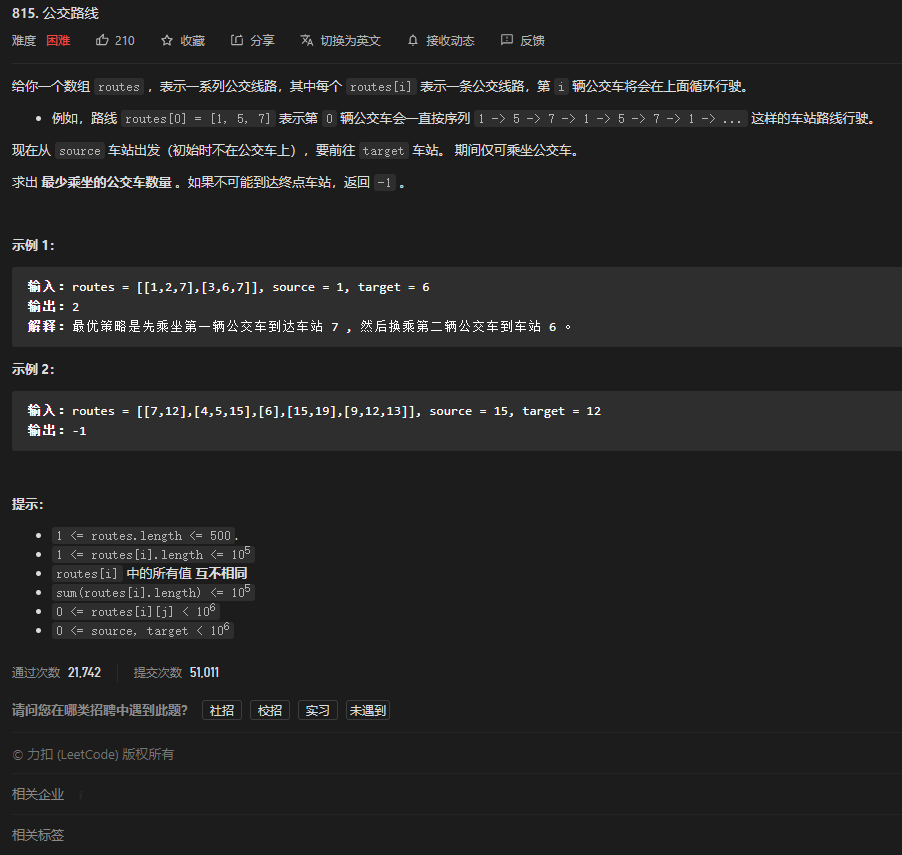 815. 公交路线
难度 困难 210 收藏 分享 切换为英文 接收动态 反馈
给你一个数组 routes ，表示一系列公交线路，其中每个 routes[i] 表示一条公交线路，第 i 辆公交车将会在上面循环行驶。
• 例如，路线 routes[0] = [1, 5, 7] 表示第 0 辆公交车会一直按序列 1 -> 5 -> 7 -> 1 -> 5 -> 7 -> 1 -> ... 这样的车站路线行驶。
现在从 source 车站出发（初始时不在公交车上），要前往 target 车站。 期间仅可乘坐公交车。
求出 最少乘坐的公交车数量 。如果不可能到达终点车站，返回 -1 。
示例 1：
输入：routes = [[1,2,7],[3,6,7]], source = 1, target = 6
输出：2
解释：最优策略是先乘坐第一辆公交车到达车站 7 , 然后换乘第二辆公交车到车站 6 。
示例 2：
输入：routes = [[7,12],[4,5,15],[6],[15,19],[9,12,13]], source = 15, target = 12
输出：-1
提示：
• 1 <= routes.length <= 500.
• 1 <= routes[i].length <= 10⁵
• routes[i] 中的所有值 互不相同
• sum(routes[i].length) <= 10⁵
• 0 <= routes[i][j] < 10⁶
• 0 <= source, target < 10⁶
通过次数 21,742 提交次数 51,011
请问您在哪类招聘中遇到此题？ 社招 校招 实习 未遇到
© 力扣 (LeetCode) 版权所有
相关企业
相关标签